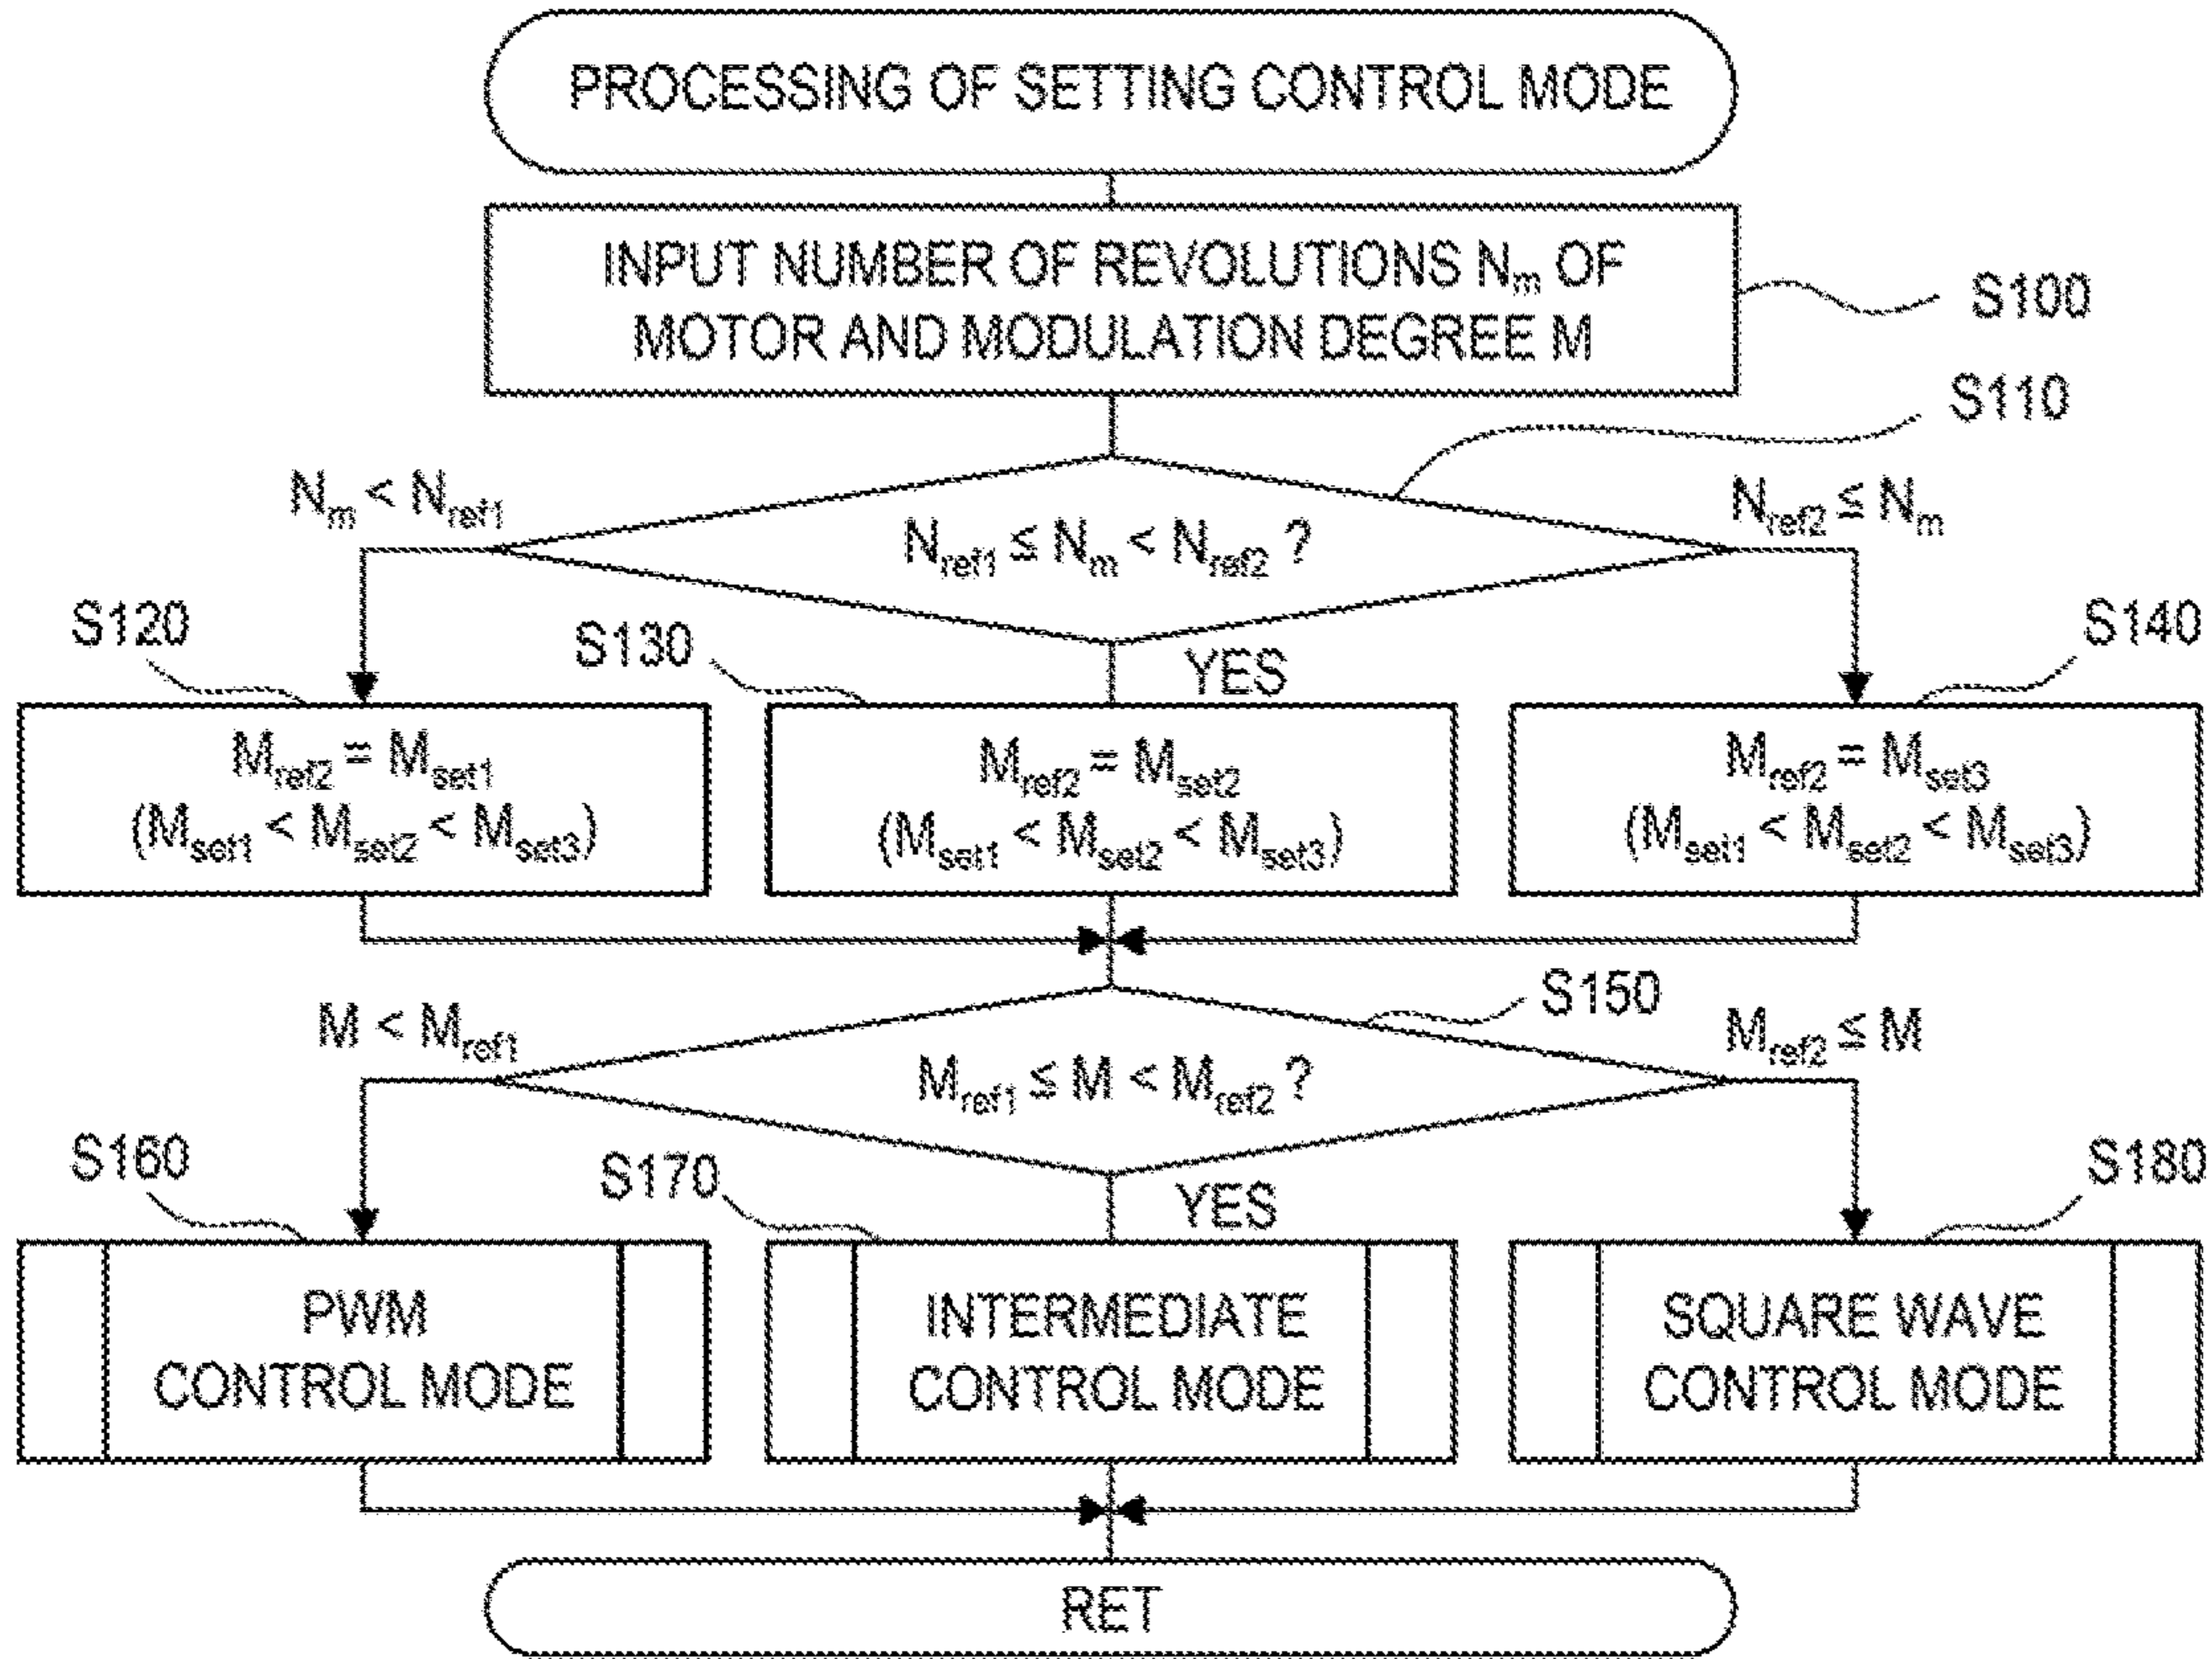 PROCESSING OF SETTING CONTROL MODE
INPUT NUMBER OF REVOLUTIONS Nm OF
MOTOR AND MODULATION DEGREE M
S100
S110
Nm < Nref1
Nref1 ≦ Nm < Nref2 ?
Nref2 ≦ Nm
S120
S130
YES
S140
Mref2 = Mset1
(Mset1 < Mset2 < Mset3)
Mref2 = Mset2
(Mset1 < Mset2 < Mset3)
Mref2 = Mset3
(Mset1 < Mset2 < Mset3)
S150
M < Mref1
Mref1 ≦ M < Mref2 ?
Mref2 ≦ M
S160
S170
YES
S180
PWM
CONTROL MODE
INTERMEDIATE
CONTROL MODE
SQUARE WAVE
CONTROL MODE
RET